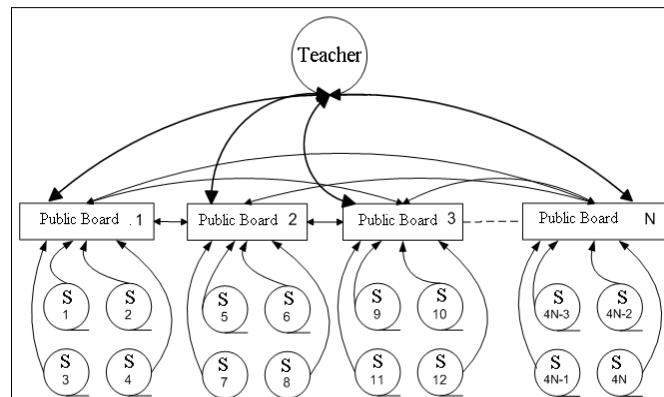 Teacher
Public Board .1
Public Board 2
Public Board 3
Public Board N
S 1
S 2
S 5
S 6
S 9
S 10
S 4N-3
S 4N-2
S 3
S 4
S 7
S 8
S 11
S 12
S 4N-1
S 4N